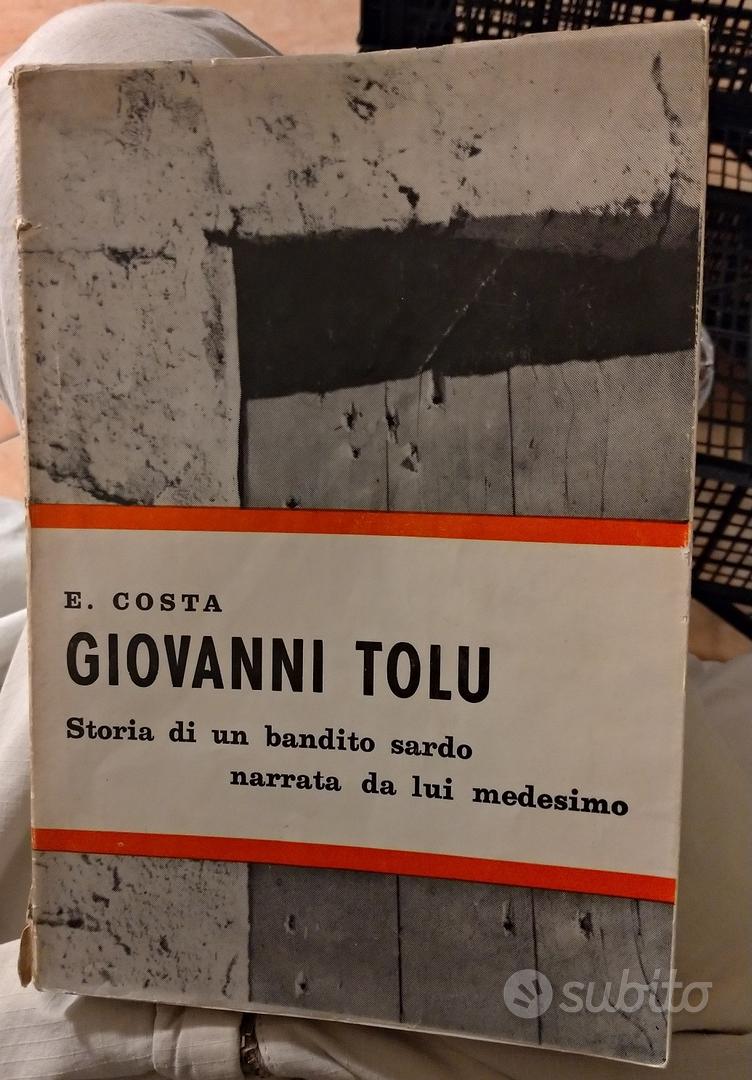 E. COSTA
GIOVANNI TOLU
Storia di un bandito sardo
narrata da lui medesimo
subito